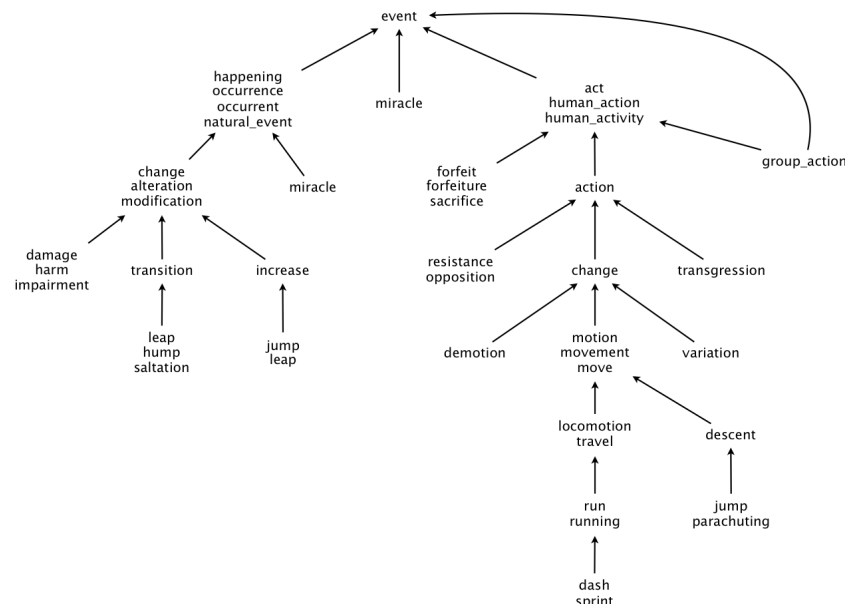 event
happening
occurrence
occurrent
natural_event
miracle
act
human_action
human_activity
group_action
change
alteration
modification
miracle
forfeit
forfeiture
sacrifice
action
damage
harm
impairment
transition
increase
resistance
opposition
change
transgression
leap
hump
saltation
jump
leap
demotion
motion
movement
move
variation
locomotion
travel
descent
run
running
jump
parachuting
dash
sprint